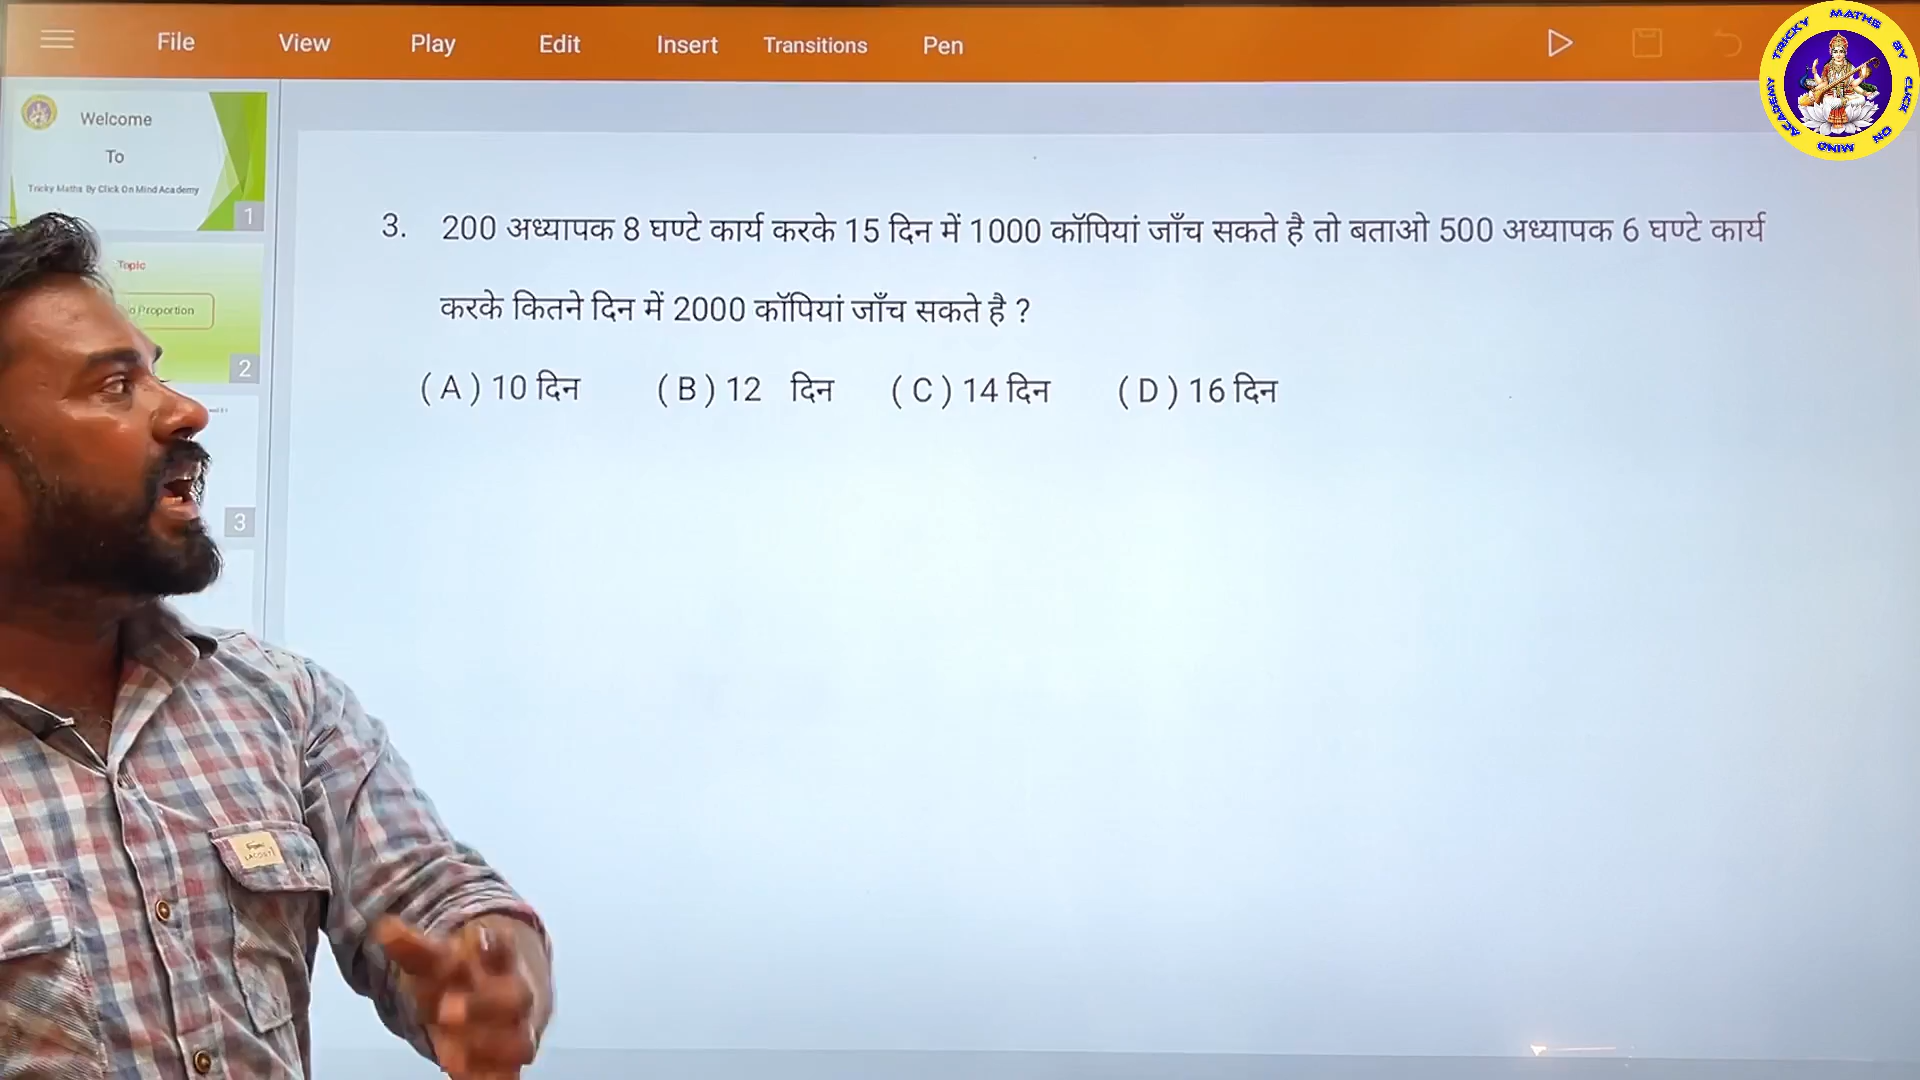 File View Play Edit Insert Transitions Pen
TRICKY MATHS BY CLICK ON MIND ACADEMY
Welcome
To
Tricky Maths By Click On Mind Academy
1
Topic
Proportion
2
3
3. 200 अध्यापक 8 घण्टे कार्य करके 15 दिन में 1000 कॉपियां जाँच सकते है तो बताओ 500 अध्यापक 6 घण्टे कार्य
करके कितने दिन में 2000 कॉपियां जाँच सकते है ?
( A ) 10 दिन ( B ) 12 दिन ( C ) 14 दिन ( D ) 16 दिन